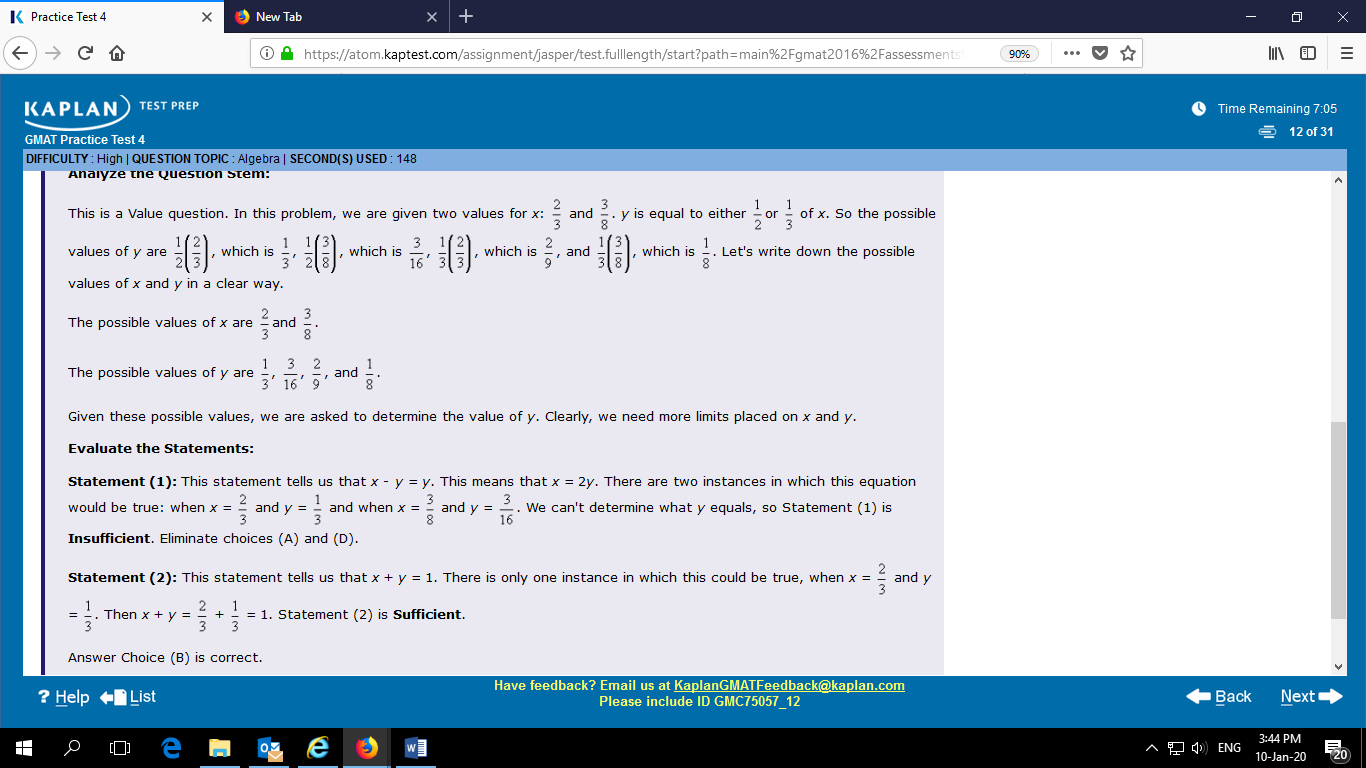 Practice Test 4
New Tab
https://atom.kaptest.com/assignment/jasper/test.fulllength/start?path=main%2Fgmat2016%2Fassessments
90%
KAPLAN TEST PREP
Time Remaining 7:05
GMAT Practice Test 4
12 of 31
DIFFICULTY : High | QUESTION TOPIC : Algebra | SECOND(S) USED : 148
Analyze the Question Stem:
This is a Value question. In this problem, we are given two values for x: 2/3 and 3/8. y is equal to either 1/2 or 1/3 of x. So the possible
values of y are 1/2(2/3), which is 1/3, 1/2(3/8), which is 3/16, 1/3(2/3), which is 2/9, and 1/3(3/8), which is 1/8. Let's write down the possible
values of x and y in a clear way.
The possible values of x are 2/3 and 3/8.
The possible values of y are 1/3, 3/16, 2/9, and 1/8.
Given these possible values, we are asked to determine the value of y. Clearly, we need more limits placed on x and y.
Evaluate the Statements:
Statement (1): This statement tells us that x - y = y. This means that x = 2y. There are two instances in which this equation
would be true: when x = 2/3 and y = 1/3 and when x = 3/8 and y = 3/16. We can't determine what y equals, so Statement (1) is
Insufficient. Eliminate choices (A) and (D).
Statement (2): This statement tells us that x + y = 1. There is only one instance in which this could be true, when x = 2/3 and y
= 1/3. Then x + y = 2/3 + 1/3 = 1. Statement (2) is Sufficient.
Answer Choice (B) is correct.
? Help List
Have feedback? Email us at KaplanGMATFeedback@kaplan.com
Please include ID GMC75057_12
Back Next
ENG
3:44 PM
10-Jan-20
20